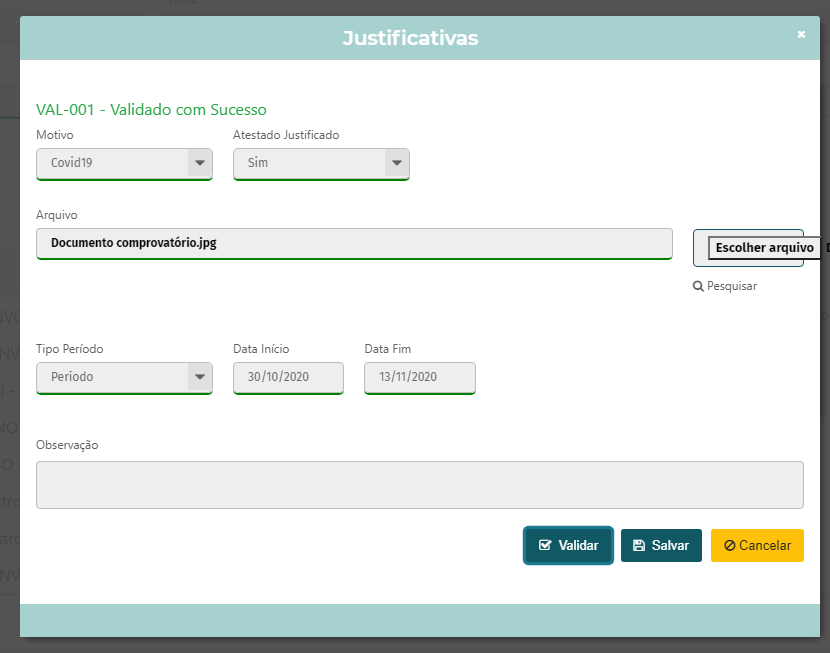 Justificativas ×
VAL-001 - Validado com Sucesso
Motivo Atestado Justificado
Covid19 Sim
Arquivo
Documento comprovatório.jpg Escolher arquivo
Pesquisar
Tipo Período Data Início Data Fim
Período 30/10/2020 13/11/2020
Observação
Validar Salvar Cancelar